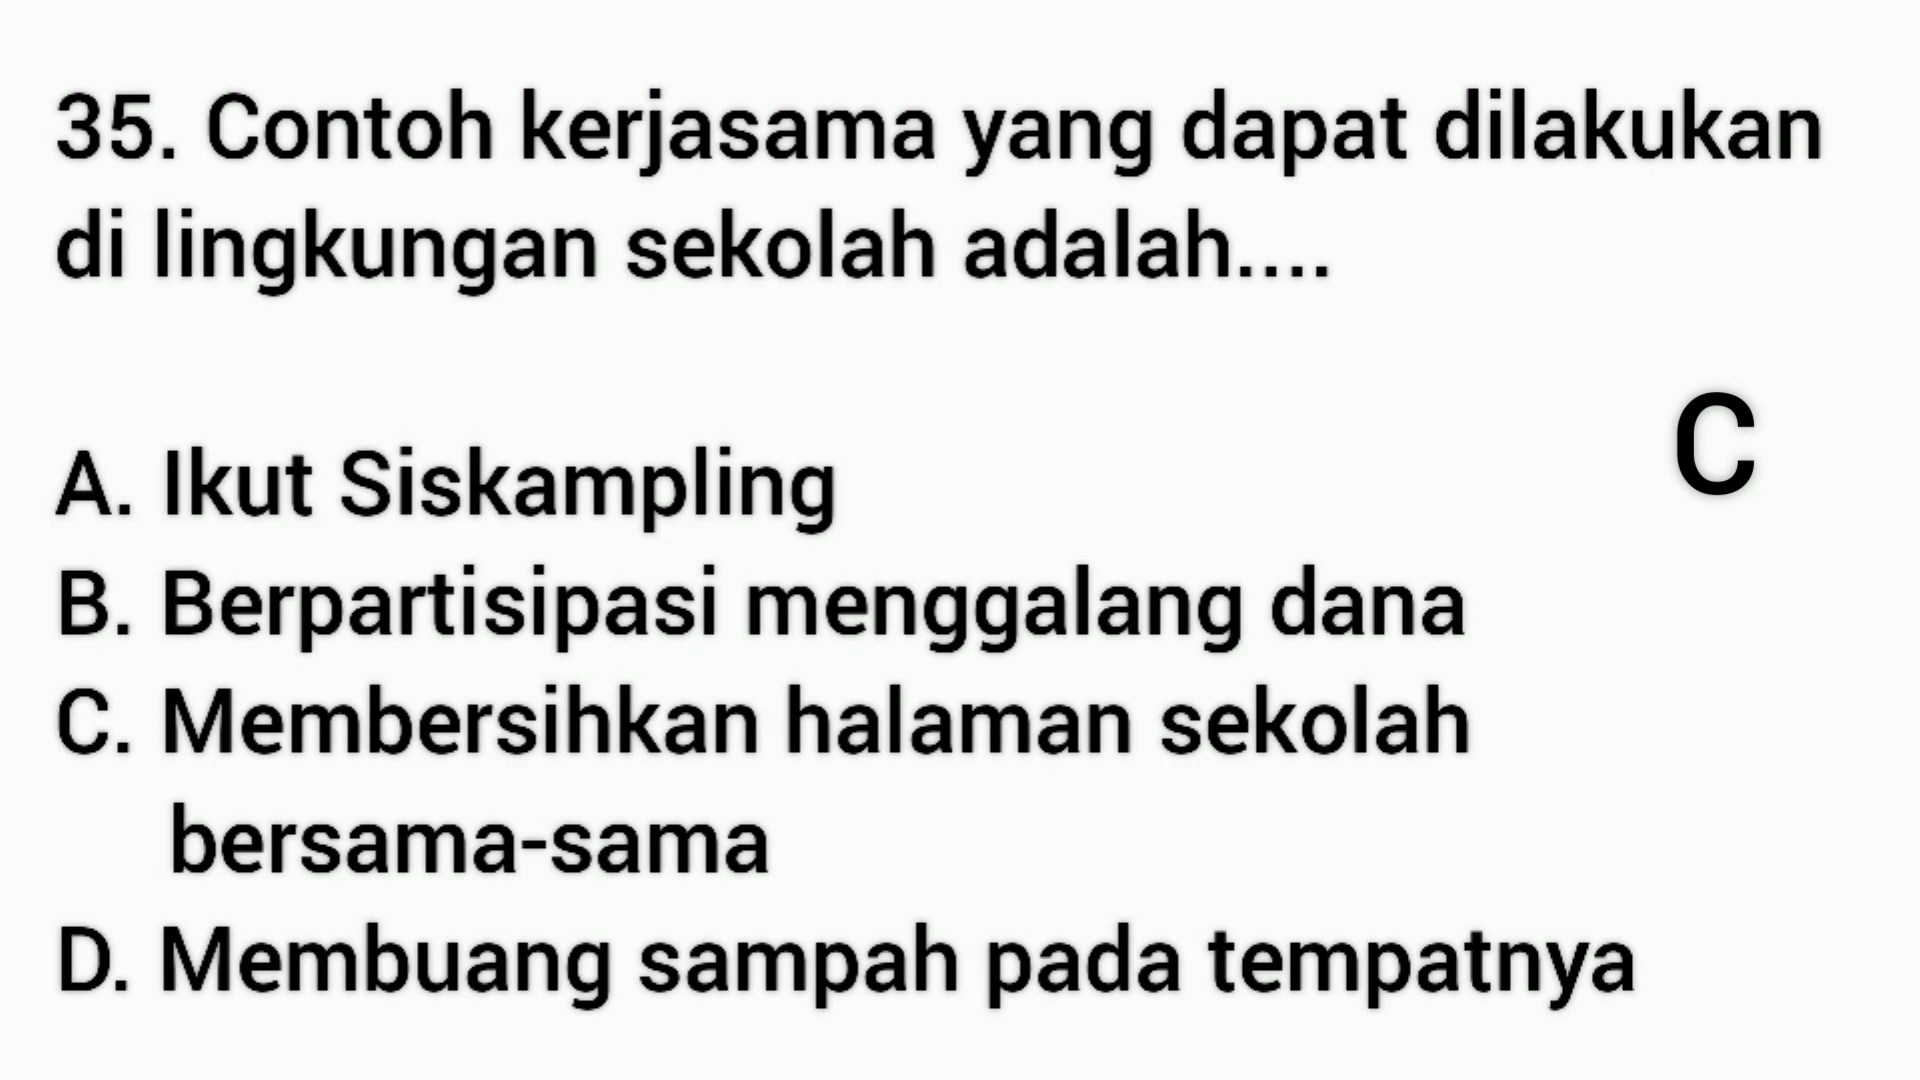 35. Contoh kerjasama yang dapat dilakukan
di lingkungan sekolah adalah....
C
A. Ikut Siskampling
B. Berpartisipasi menggalang dana
C. Membersihkan halaman sekolah
bersama-sama
D. Membuang sampah pada tempatnya